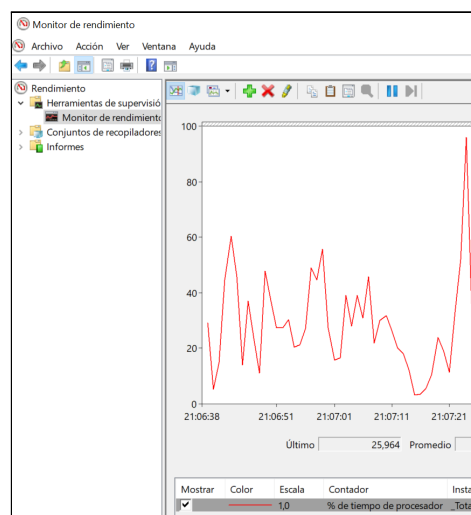 Monitor de rendimiento
Archivo Acción Ver Ventana Ayuda
Rendimiento
Herramientas de supervisió
Monitor de rendimiento
Conjuntos de recopiladores
Informes
100
80
60
40
20
0
21:06:38 21:06:51 21:07:01 21:07:11 21:07:21
Último 25,964 Promedio
Mostrar Color Escala Contador Insta
1,0 % de tiempo de procesador _Tota